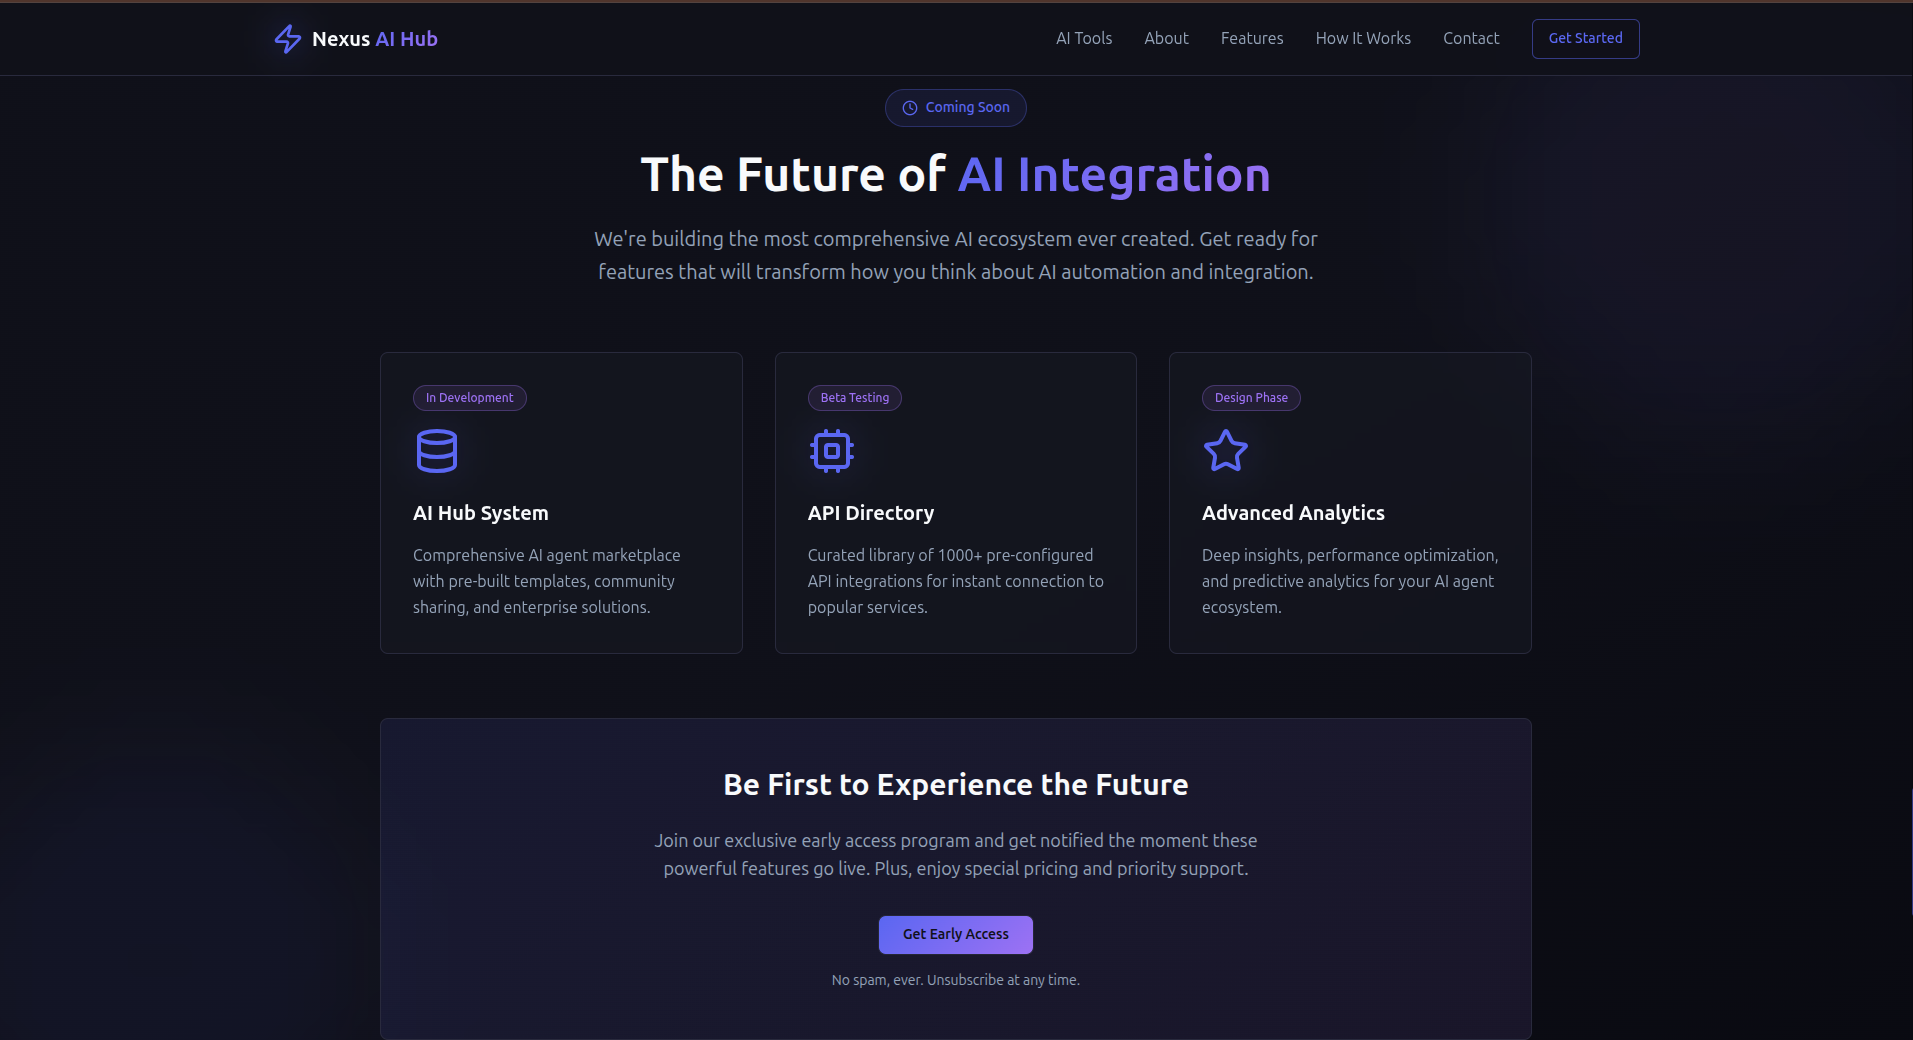 Nexus AI Hub
AI Tools
About
Features
How It Works
Contact
Get Started
Coming Soon
The Future of AI Integration
We're building the most comprehensive AI ecosystem ever created. Get ready for
features that will transform how you think about AI automation and integration.
In Development
AI Hub System
Comprehensive AI agent marketplace
with pre-built templates, community
sharing, and enterprise solutions.
Beta Testing
API Directory
Curated library of 1000+ pre-configured
API integrations for instant connection to
popular services.
Design Phase
Advanced Analytics
Deep insights, performance optimization,
and predictive analytics for your AI agent
ecosystem.
Be First to Experience the Future
Join our exclusive early access program and get notified the moment these
powerful features go live. Plus, enjoy special pricing and priority support.
Get Early Access
No spam, ever. Unsubscribe at any time.